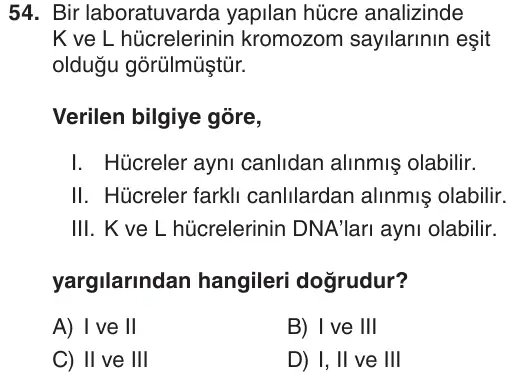 54. Bir laboratuvarda yapılan hücre analizinde
K ve L hücrelerinin kromozom sayılarının eşit
olduğu görülmüştür.
Verilen bilgiye göre,
I. Hücreler aynı canlıdan alınmış olabilir.
II. Hücreler farklı canlılardan alınmış olabilir.
III. K ve L hücrelerinin DNA'ları aynı olabilir.
yargılarından hangileri doğrudur?
A) I ve II B) I ve III
C) II ve III D) I, II ve III